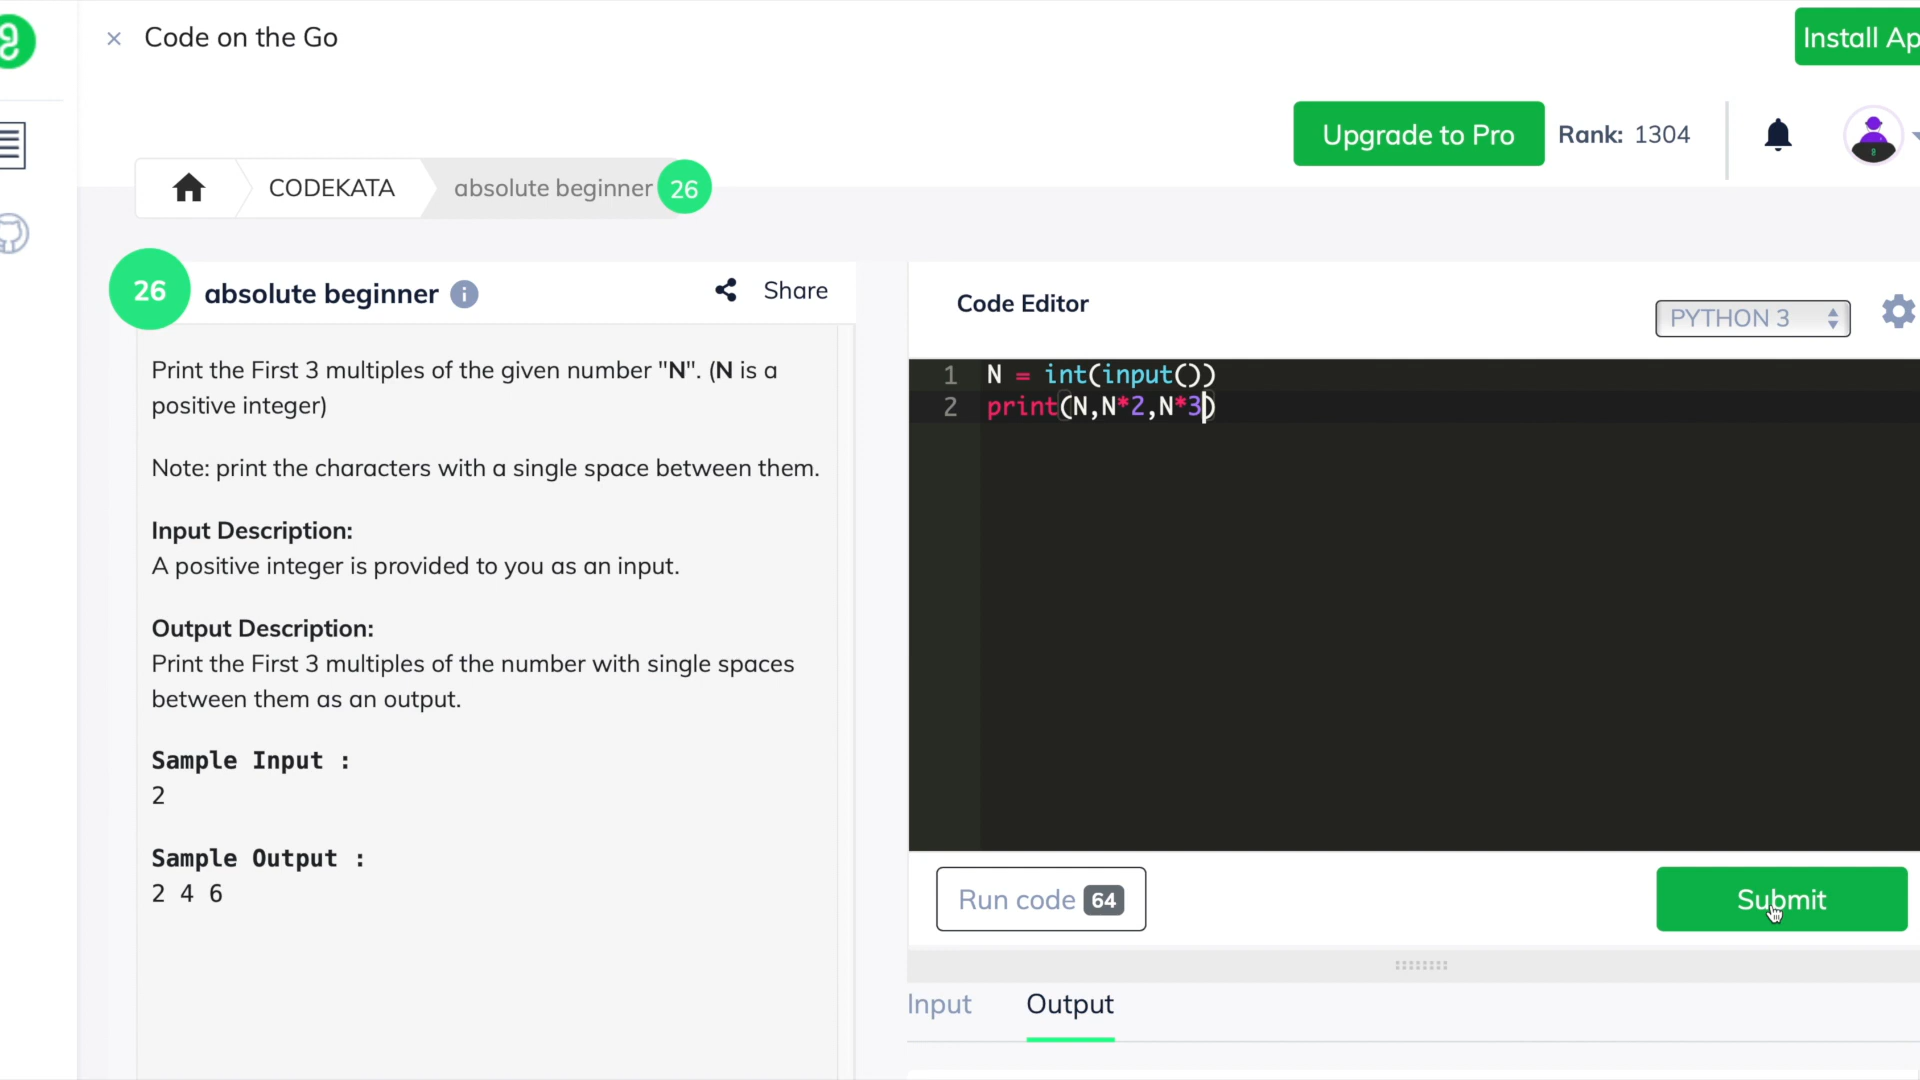 × Code on the Go
Install Ap
Upgrade to Pro
Rank: 1304
CODEKATA
absolute beginner 26
26 absolute beginner i
Share
Print the First 3 multiples of the given number "N". (N is a
positive integer)
Note: print the characters with a single space between them.
Input Description:
A positive integer is provided to you as an input.
Output Description:
Print the First 3 multiples of the number with single spaces
between them as an output.
Sample Input :
2
Sample Output :
2 4 6
Code Editor
PYTHON 3
1 N = int(input())
2 print(N,N*2,N*3)
Run code 64
Submit
Input Output